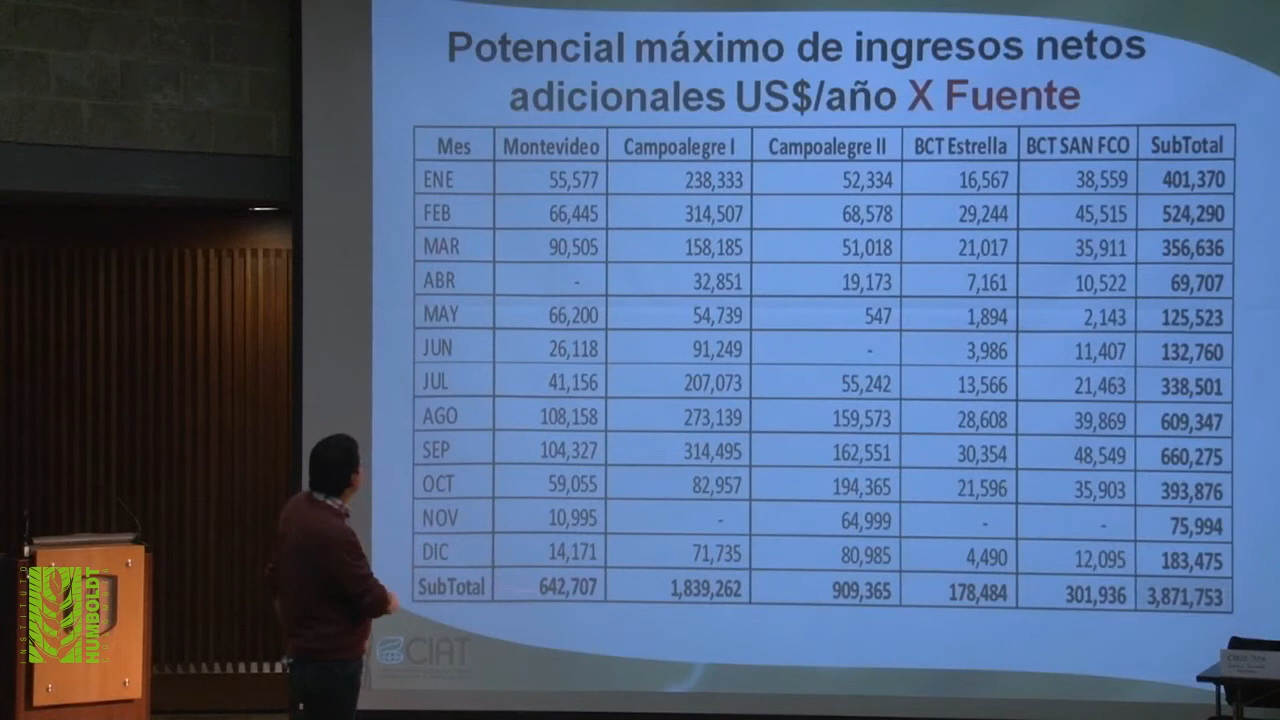 Potencial máximo de ingresos netos
adicionales US$/año X Fuente
Mes Montevideo Campoalegre I Campoalegre II BCT Estrella BCT SAN FCO SubTotal
ENE 55,577 238,333 52,334 16,567 38,559 401,370
FEB 66,445 314,507 68,578 29,244 45,515 524,290
MAR 90,505 158,185 51,018 21,017 35,911 356,636
ABR - 32,851 19,173 7,161 10,522 69,707
MAY 66,200 54,739 547 1,894 2,143 125,523
JUN 26,118 91,249 - 3,986 11,407 132,760
JUL 41,156 207,073 55,242 13,566 21,463 338,501
AGO 108,158 273,139 159,573 28,608 39,869 609,347
SEP 104,327 314,495 162,551 30,354 48,549 660,275
OCT 59,055 82,957 194,365 21,596 35,903 393,876
NOV 10,995 - 64,999 - - 75,994
DIC 14,171 71,735 80,985 4,490 12,095 183,475
SubTotal 642,707 1,839,262 909,365 178,484 301,936 3,871,753
CIAT
INSTITUTO
HUMBOLDT
COLOMBIA